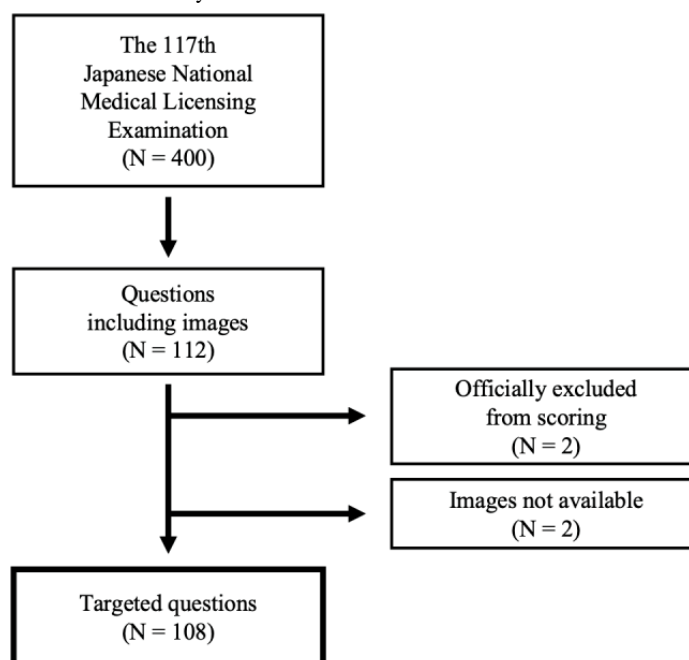 The 117th
Japanese National
Medical Licensing
Examination
(N = 400)
Questions
including images
(N = 112)
Officially excluded
from scoring
(N = 2)
Images not available
(N = 2)
Targeted questions
(N = 108)